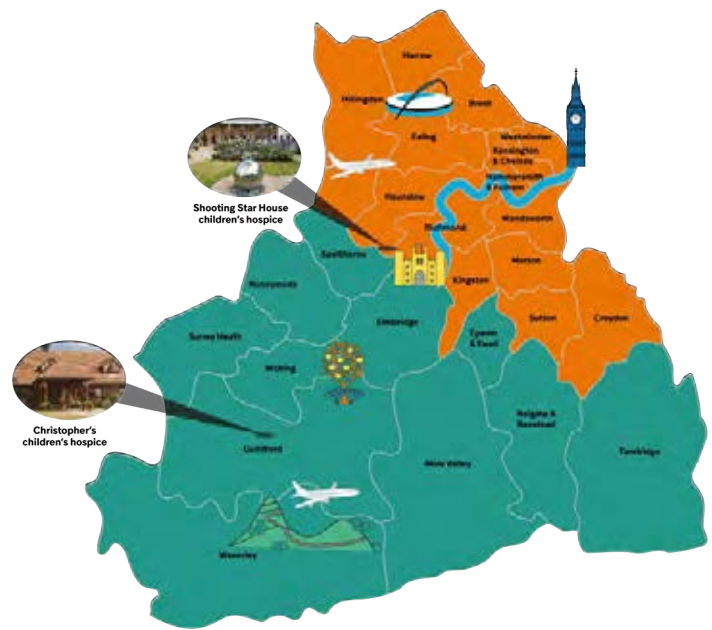 Harrow
Hillingdon
Brent
Ealing
Westminster
Kensington
& Chelsea
Hammersmith
& Fulham
Hounslow
Wandsworth
Richmond
Shooting Star House
children's hospice
Spelthorne
Merton
Kingston
Runnymede
Elmbridge
Sutton
Croydon
Epsom
& Ewell
Surrey Heath
Woking
Christopher's
children's hospice
Guildford
Reigate &
Banstead
Mole Valley
Tandridge
Waverley